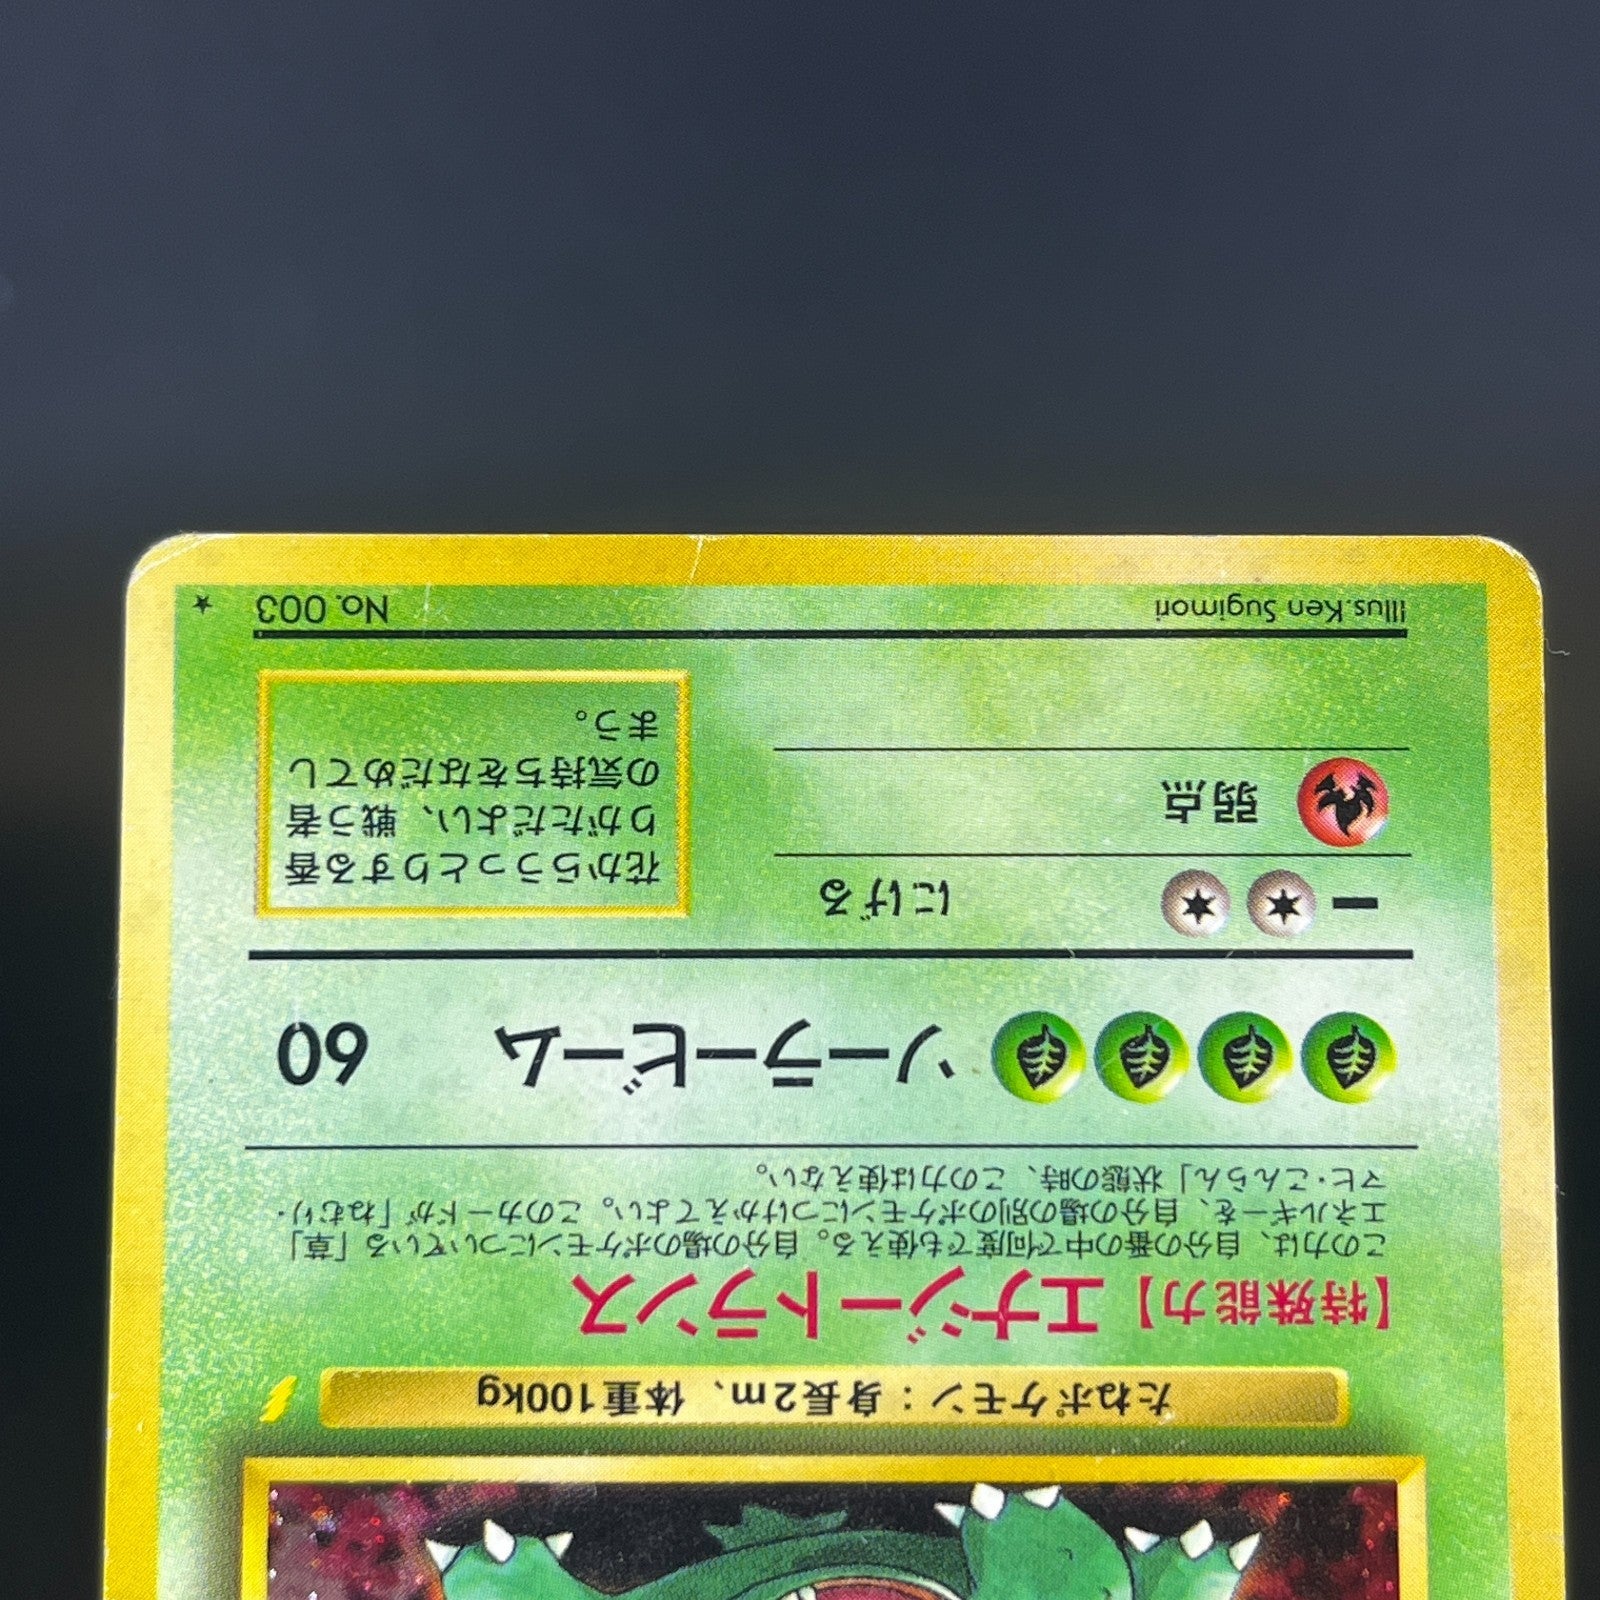 たねポケモン：身長2m、体重100kg
【特殊能力】エナジートランス
この力は、自分の番の中で何度でも使える。自分の場のポケモンについている「草」
エネルギーを、自分の場の別のポケモンにつけかえてよい。このカードが「ねむり・
マヒ・こんらん」状態の時、この力は使えない。
ソーラービーム 60
にげる
弱点
花からうっとりする香
りがただよい、戦う者
の気持ちをなだめてし
まう。
Illus.Ken Sugimori No. 003 ★